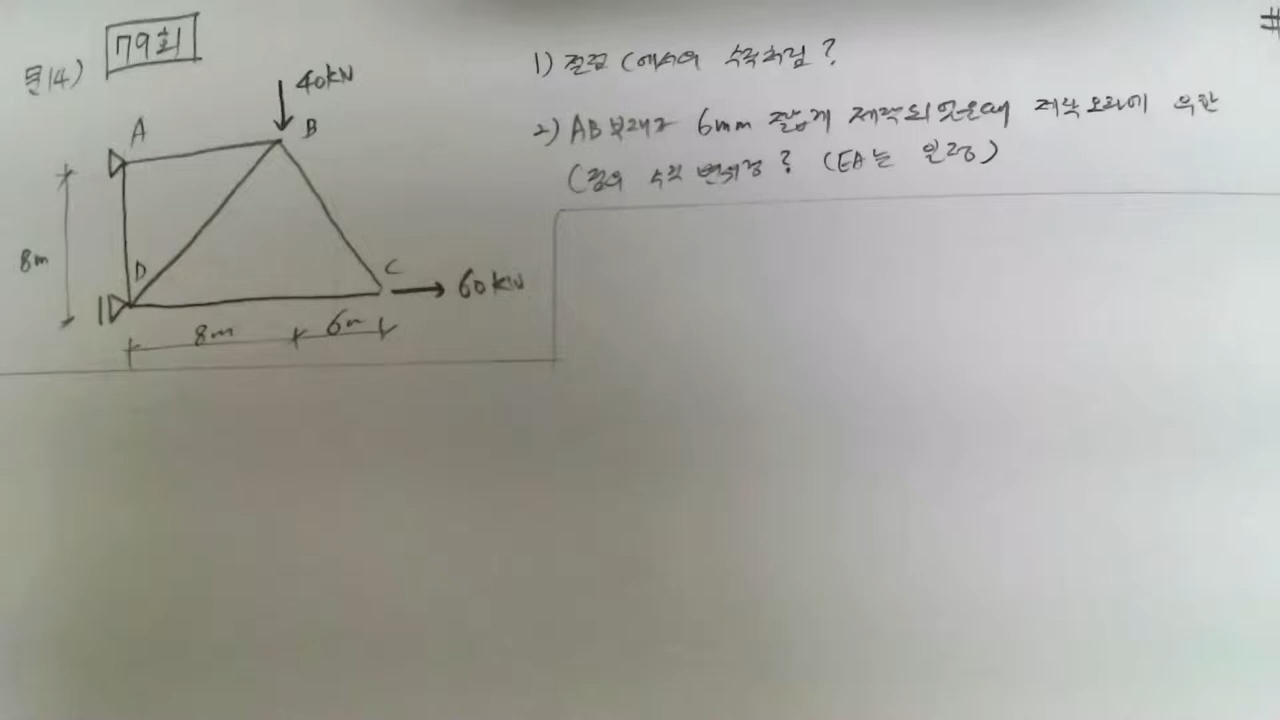 문14) 79회
1) 절점 C에서의 수직처짐?
2) AB부재가 6mm 짧게 제작되었을때 제작오차에 의한
C점의 수직 변위량? (EA는 일정)
40kN
A
B
8m
D
C
60kN
8m
6m